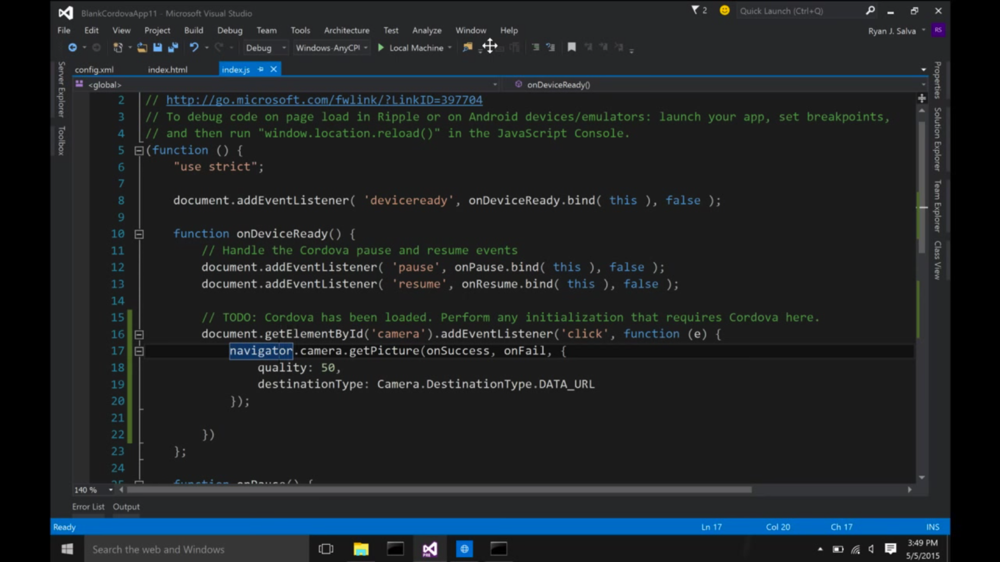 BlankCordovaApp11 - Microsoft Visual Studio
2
Quick Launch (Ctrl+Q)
File Edit View Project Build Debug Team Tools Architecture Test Analyze Window Help
Ryan J. Salva
RS
Debug Windows-AnyCPU Local Machine
Server Explorer
Toolbox
config.xml index.html index.js
<global> onDeviceReady()
2 // http://go.microsoft.com/fwlink/?LinkID=397704
3 // To debug code on page load in Ripple or on Android devices/emulators: launch your app, set breakpoints,
4 // and then run "window.location.reload()" in the JavaScript Console.
5 (function () {
6 "use strict";
7
8 document.addEventListener( 'deviceready', onDeviceReady.bind( this ), false );
9
10 function onDeviceReady() {
11 // Handle the Cordova pause and resume events
12 document.addEventListener( 'pause', onPause.bind( this ), false );
13 document.addEventListener( 'resume', onResume.bind( this ), false );
14
15 // TODO: Cordova has been loaded. Perform any initialization that requires Cordova here.
16 document.getElementById('camera').addEventListener('click', function (e) {
17 navigator.camera.getPicture(onSuccess, onFail, {
18 quality: 50,
19 destinationType: Camera.DestinationType.DATA_URL
20 });
21
22 })
23 };
24
25 function onPause() {
Properties
Solution Explorer
Team Explorer
Class View
140 %
Error List Output
Ready Ln 17 Col 20 Ch 17 INS
Search the web and Windows
PRE
3:49 PM
5/5/2015